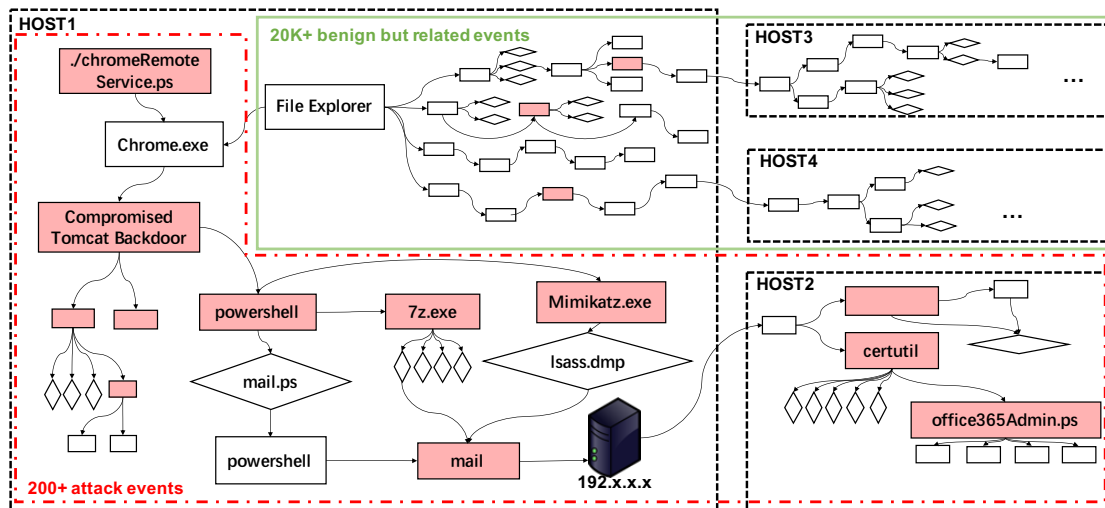 HOST1
20K+ benign but related events
./chromeRemote
Service.ps
File Explorer
Chrome.exe
HOST3
...
HOST4
...
Compromised
Tomcat Backdoor
powershell
7z.exe
Mimikatz.exe
HOST2
certutil
mail.ps
lsass.dmp
office365Admin.ps
powershell
mail
192.x.x.x
200+ attack events